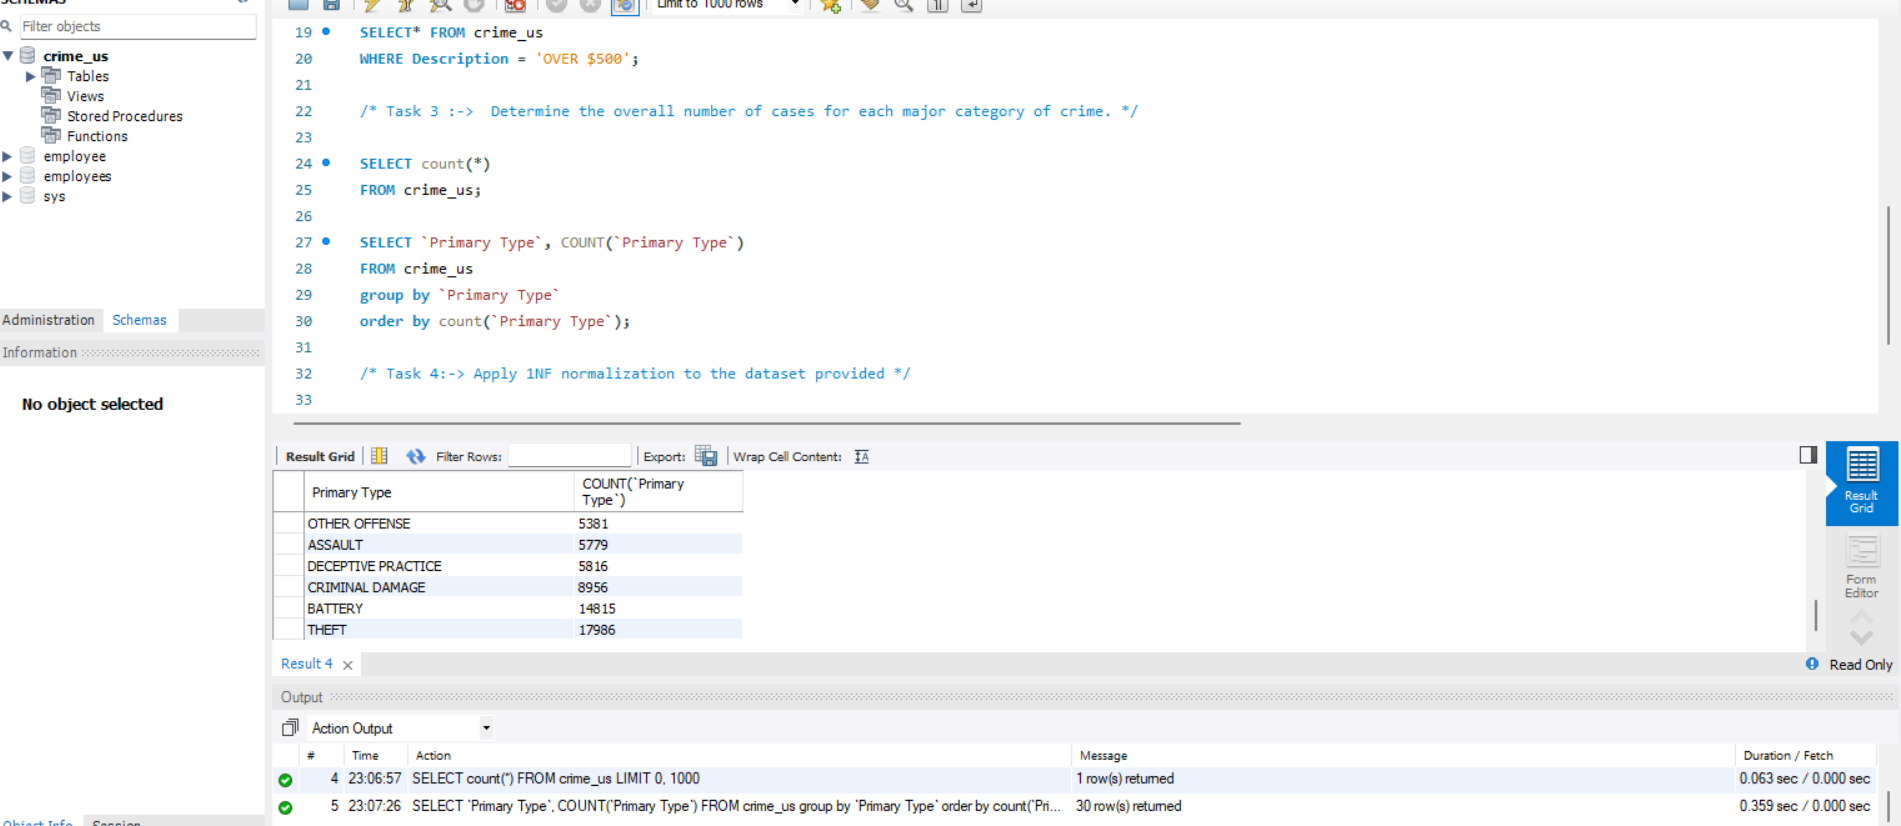 SCHEMAS
Filter objects
crime_us
Tables
Views
Stored Procedures
Functions
employee
employees
sys
Administration Schemas
Information
No object selected
Object Info Session
Limit to 1000 rows
19 SELECT* FROM crime_us
20 WHERE Description = 'OVER $500';
21
22 /* Task 3 :->  Determine the overall number of cases for each major category of crime. */
23
24 SELECT count(*)
25 FROM crime_us;
26
27 SELECT `Primary Type`, COUNT(`Primary Type`)
28 FROM crime_us
29 group by `Primary Type`
30 order by count(`Primary Type`);
31
32 /* Task 4:-> Apply 1NF normalization to the dataset provided */
33
Result Grid Filter Rows: Export: Wrap Cell Content:
Primary Type COUNT(`Primary
Type`)
OTHER OFFENSE 5381
ASSAULT 5779
DECEPTIVE PRACTICE 5816
CRIMINAL DAMAGE 8956
BATTERY 14815
THEFT 17986
Result
Grid
Form
Editor
Result 4 Read Only
Output
Action Output
# Time Action Message Duration / Fetch
4 23:06:57 SELECT count(*) FROM crime_us LIMIT 0, 1000 1 row(s) returned 0.063 sec / 0.000 sec
5 23:07:26 SELECT `Primary Type`, COUNT(`Primary Type`) FROM crime_us group by `Primary Type` order by count(`Pri... 30 row(s) returned 0.359 sec / 0.000 sec